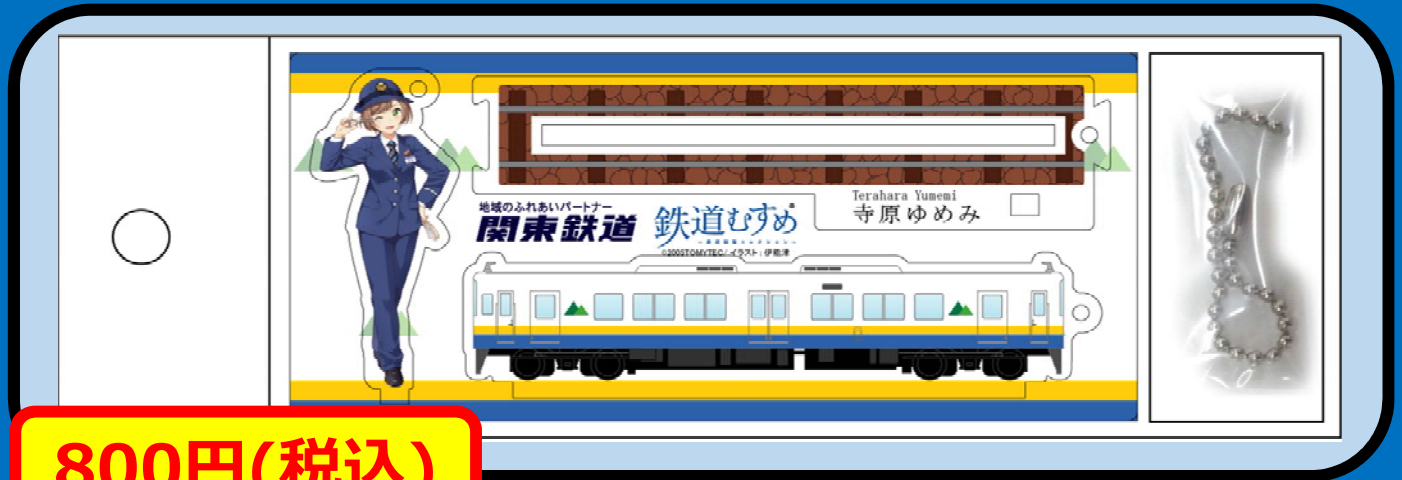 地域のふれあいパートナー
関東鉄道
鉄道むすめ
Terahara Yumemi
寺原ゆめみ
©2005TOMYTEC/イラスト:伊能津
800円(税込)